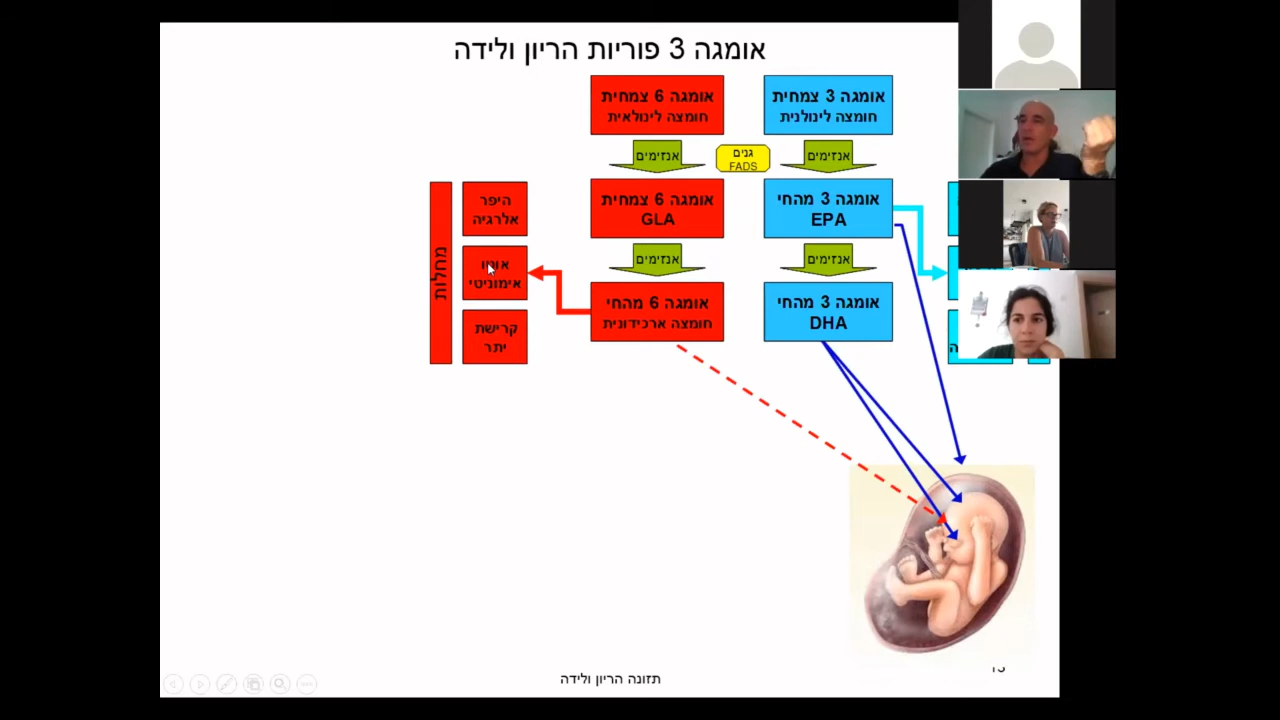 אומגה 3 פוריות הריון ולידה
אומגה 3 צמחית
חומצה לינולנית
אומגה 6 צמחית
חומצה לינולאית
אנזימים
גנים
FADS
אנזימים
אומגה 3 מהחי
EPA
אומגה 6 צמחית
GLA
היפר
אלרגיה
מחלות
אנזימים
אנזימים
אוטו
אימוניטי
אומגה 3 מהחי
DHA
אומגה 6 מהחי
חומצה ארכידונית
קרישת
יתר
תזונה הריון ולידה